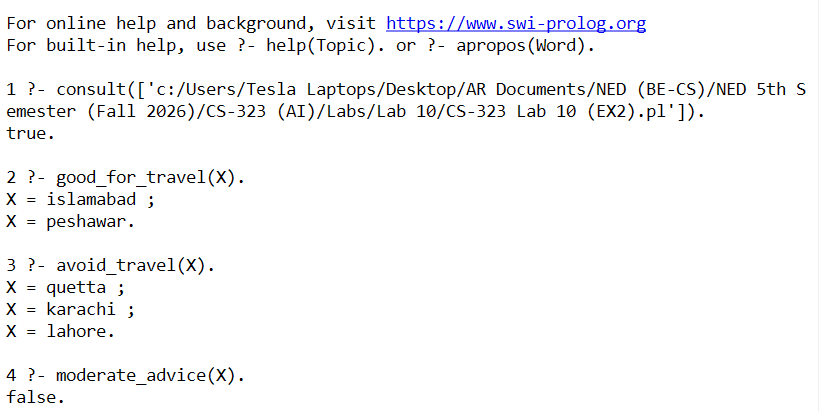 For online help and background, visit https://www.swi-prolog.org
For built-in help, use ?- help(Topic). or ?- apropos(Word).
1 ?- consult(['c:/Users/Tesla Laptops/Desktop/AR Documents/NED (BE-CS)/NED 5th S
emester (Fall 2026)/CS-323 (AI)/Labs/Lab 10/CS-323 Lab 10 (EX2).pl']).
true.
2 ?- good_for_travel(X).
X = islamabad ;
X = peshawar.
3 ?- avoid_travel(X).
X = quetta ;
X = karachi ;
X = lahore.
4 ?- moderate_advice(X).
false.